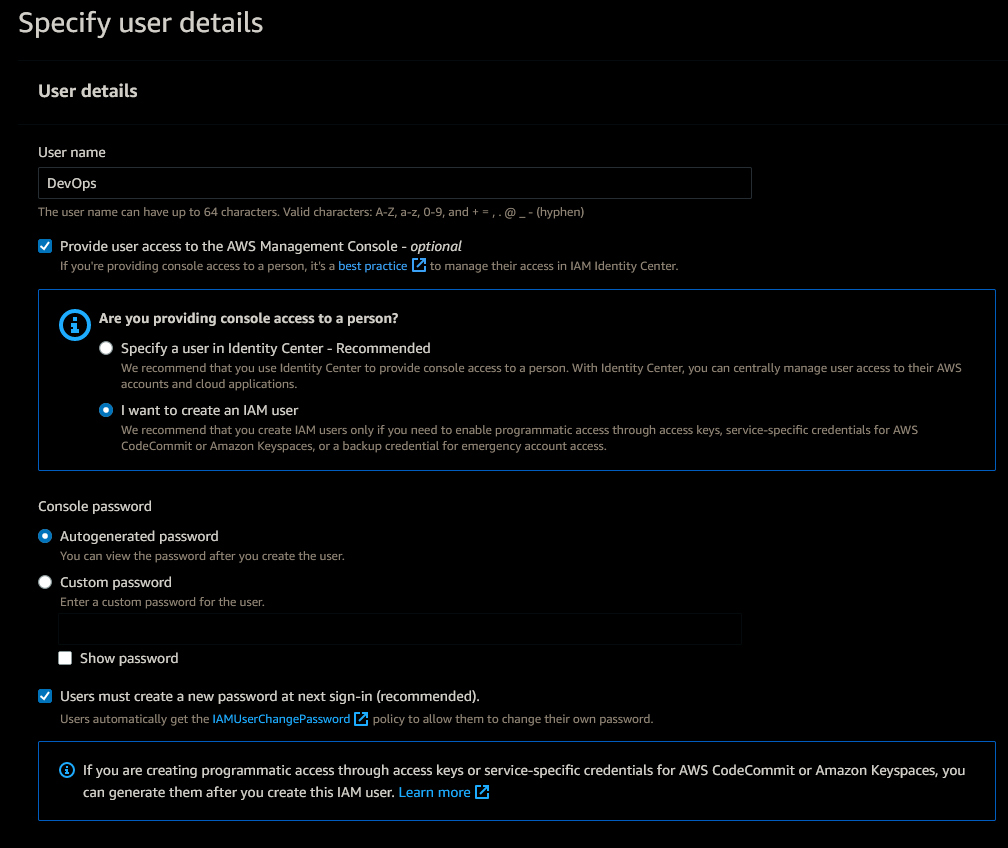 Specify user details
User details
User name
DevOps
The user name can have up to 64 characters. Valid characters: A-Z, a-z, 0-9, and + = , . @ _ - (hyphen)
Provide user access to the AWS Management Console - optional
If you're providing console access to a person, it's a best practice to manage their access in IAM Identity Center.
Are you providing console access to a person?
Specify a user in Identity Center - Recommended
We recommend that you use Identity Center to provide console access to a person. With Identity Center, you can centrally manage user access to their AWS
accounts and cloud applications.
I want to create an IAM user
We recommend that you create IAM users only if you need to enable programmatic access through access keys, service-specific credentials for AWS
CodeCommit or Amazon Keyspaces, or a backup credential for emergency account access.
Console password
Autogenerated password
You can view the password after you create the user.
Custom password
Enter a custom password for the user.
Show password
Users must create a new password at next sign-in (recommended).
Users automatically get the IAMUserChangePassword policy to allow them to change their own password.
If you are creating programmatic access through access keys or service-specific credentials for AWS CodeCommit or Amazon Keyspaces, you
can generate them after you create this IAM user. Learn more